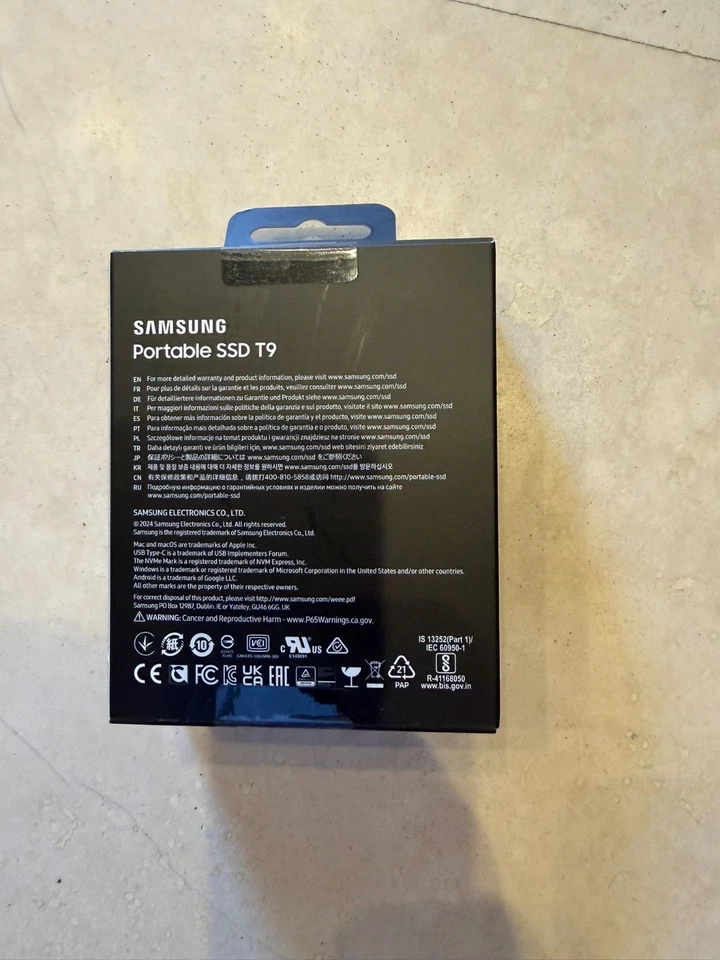 SAMSUNG
Portable SSD T9
EN For more detailed warranty and product information, please visit www.samsung.com/ssd
FR Pour plus de détails sur la garantie et les produits, veuillez consulter www.samsung.com/ssd
DE Für detailliertere Informationen zu Garantie und Produkt siehe www.samsung.com/ssd
IT Per maggiori informazioni sulle politiche della garanzia e sul prodotto, visitate il sito www.samsung.com/ssd
ES Para obtener más información sobre la política de garantía y el producto, visite www.samsung.com/ssd
PT Para informação mais detalhada sobre a política de garantia e o produto, visite www.samsung.com/ssd
PL Szczegółowe informacje na temat produktu i gwarancji znajdziesz na stronie www.samsung.com/ssd
TR Daha detaylı garanti ve ürün bilgileri için, www.samsung.com/ssd web sitesini ziyaret edebilirsiniz
JP 保証ポリシーと製品の詳細については www.samsung.com/ssd をご参照ください
KR 제품 및 품질 보증 내용에 대해 더 자세한 정보를 원하시면 www.samsung.com/ssd를 방문하십시오
CN 有关保修政策和产品的详细信息，请拨打400-810-5858或访问 http://www.samsung.com/portable-ssd
RU Подробную информацию о гарантийных условиях и изделии можно получить на сайте
www.samsung.com/portable-ssd
SAMSUNG ELECTRONICS CO., LTD.
© 2024 Samsung Electronics Co., Ltd. All rights reserved.
Samsung is the registered trademark of Samsung Electronics Co., Ltd.
Mac and macOS are trademarks of Apple Inc.
USB Type-C is a trademark of USB Implementers Forum.
The NVMe Mark is a registered trademark of NVM Express, Inc.
Windows is a trademark or registered trademark of Microsoft Corporation in the United States and/or other countries.
Android is a trademark of Google LLC.
All other marks are the property of their respective owners.
For correct disposal of this product, please visit http://www.samsung.com/weee.pdf
Samsung PO Box 12987, Dublin. IE or Yateley, GU46 6GG. UK
WARNING: Cancer and Reproductive Harm - www.P65Warnings.ca.gov.
紙
10
VCI
c RU US
E148891
IS 13252(Part 1)/
IEC 60950-1
R-41168050
www.bis.gov.in
CE FC UK CA EAC
21
PAP